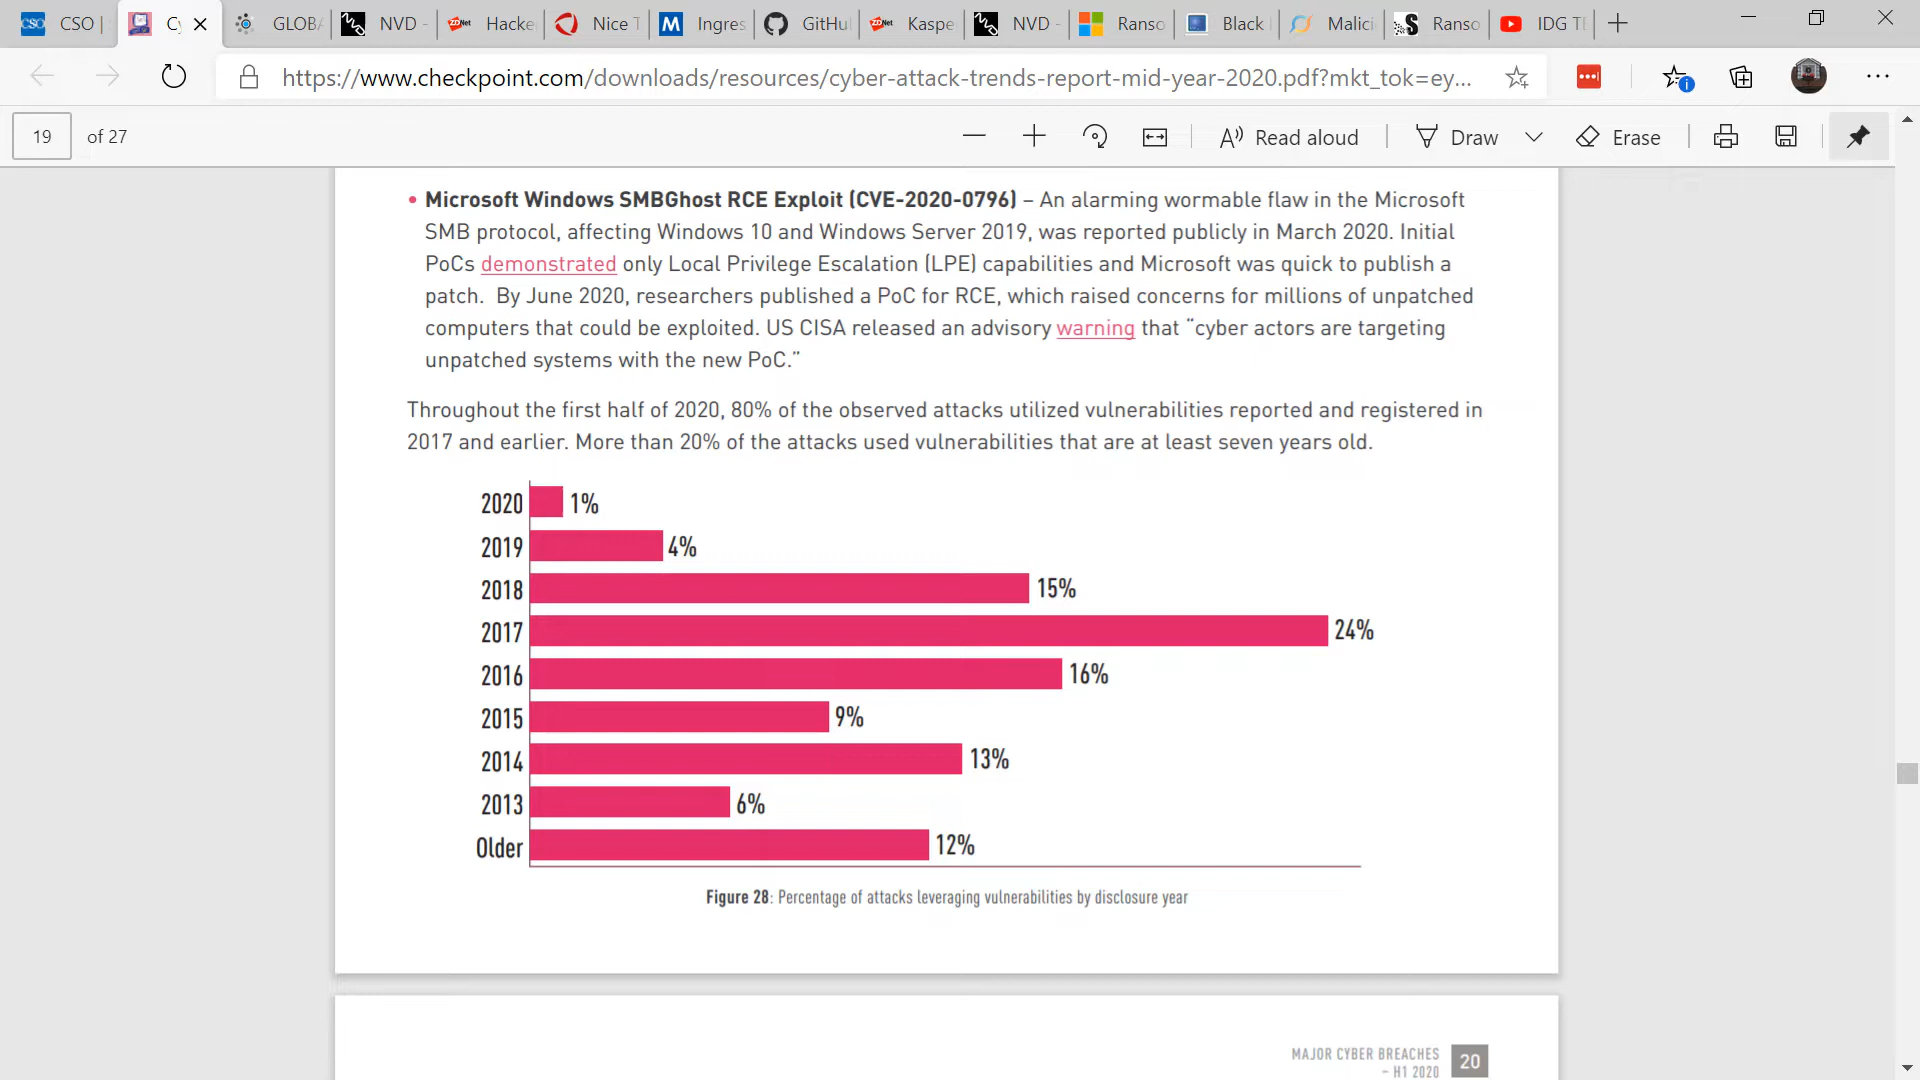 CSO |
Cy
GLOBA
NVD -
Hacke
Nice T
Ingres
GitHu
Kaspe
NVD -
Ranso
Black
Malici
Ranso
IDG TE
https://www.checkpoint.com/downloads/resources/cyber-attack-trends-report-mid-year-2020.pdf?mkt_tok=ey...
19 of 27
Read aloud
Draw
Erase
• Microsoft Windows SMBGhost RCE Exploit (CVE-2020-0796) – An alarming wormable flaw in the Microsoft
SMB protocol, affecting Windows 10 and Windows Server 2019, was reported publicly in March 2020. Initial
PoCs demonstrated only Local Privilege Escalation (LPE) capabilities and Microsoft was quick to publish a
patch. By June 2020, researchers published a PoC for RCE, which raised concerns for millions of unpatched
computers that could be exploited. US CISA released an advisory warning that “cyber actors are targeting
unpatched systems with the new PoC.”
Throughout the first half of 2020, 80% of the observed attacks utilized vulnerabilities reported and registered in
2017 and earlier. More than 20% of the attacks used vulnerabilities that are at least seven years old.
2020 1%
2019 4%
2018 15%
2017 24%
2016 16%
2015 9%
2014 13%
2013 6%
Older 12%
Figure 28: Percentage of attacks leveraging vulnerabilities by disclosure year
MAJOR CYBER BREACHES
– H1 2020
20